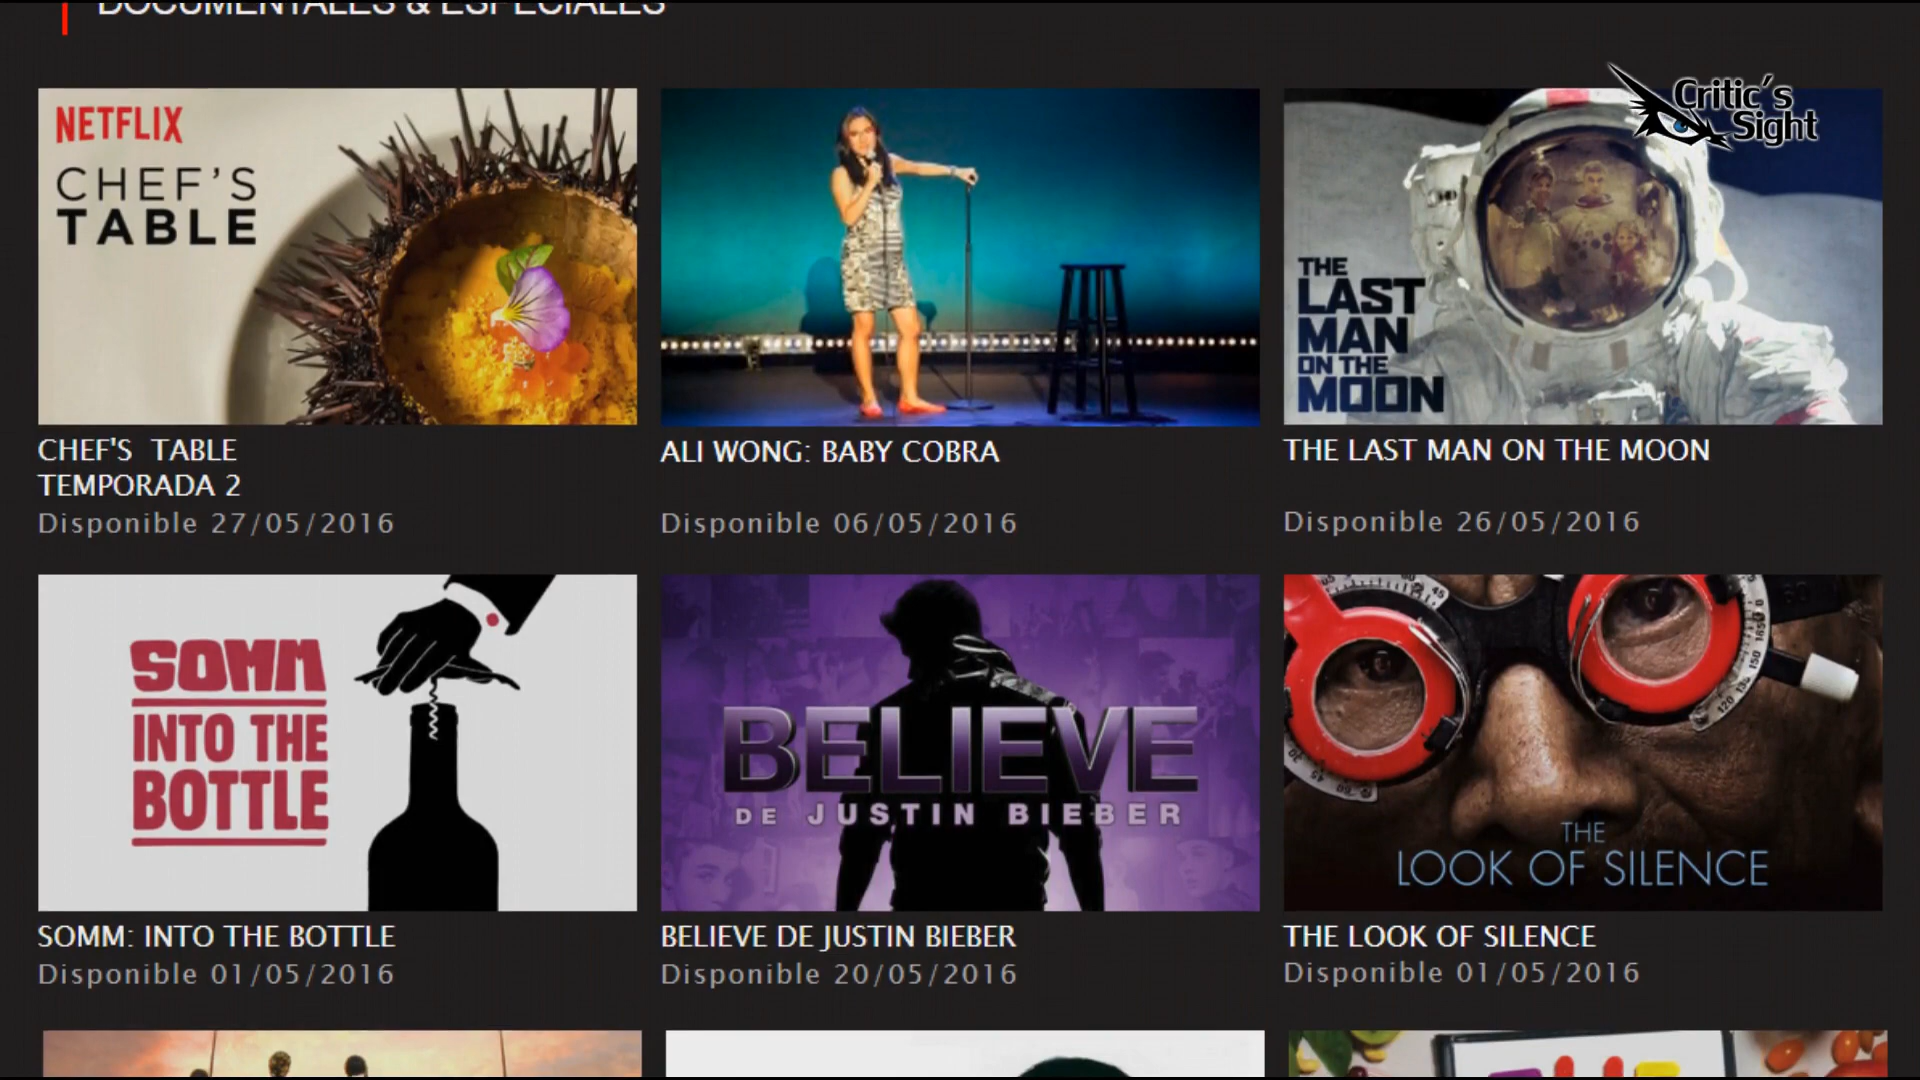 DOCUMENTALES & ESPECIALES
Critic's
Sight
NETFLIX
CHEF'S
TABLE
THE
LAST
MAN
ON THE
MOON
CHEF'S TABLE
TEMPORADA 2
Disponible 27/05/2016
ALI WONG: BABY COBRA
Disponible 06/05/2016
THE LAST MAN ON THE MOON
Disponible 26/05/2016
SOMM
INTO THE
BOTTLE
BELIEVE
DE JUSTIN BIEBER
THE
LOOK OF SILENCE
SOMM: INTO THE BOTTLE
Disponible 01/05/2016
BELIEVE DE JUSTIN BIEBER
Disponible 20/05/2016
THE LOOK OF SILENCE
Disponible 01/05/2016